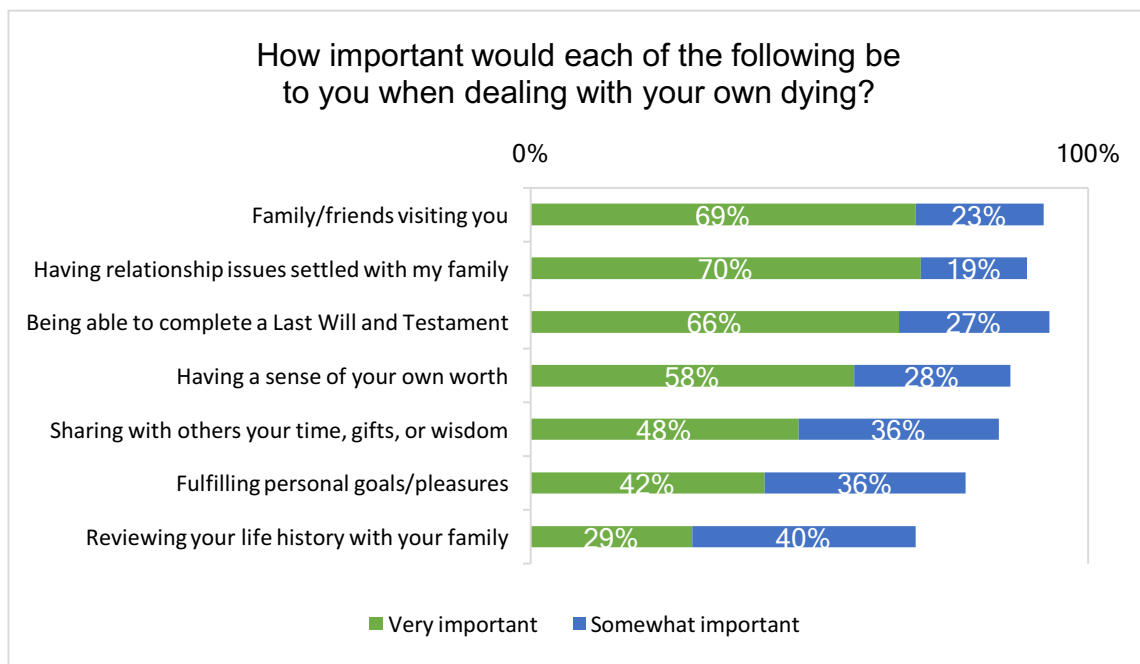 How important would each of the following be
to you when dealing with your own dying?
0% 100%
Family/friends visiting you 69% 23%
Having relationship issues settled with my family 70% 19%
Being able to complete a Last Will and Testament 66% 27%
Having a sense of your own worth 58% 28%
Sharing with others your time, gifts, or wisdom 48% 36%
Fulfilling personal goals/pleasures 42% 36%
Reviewing your life history with your family 29% 40%
Very important Somewhat important